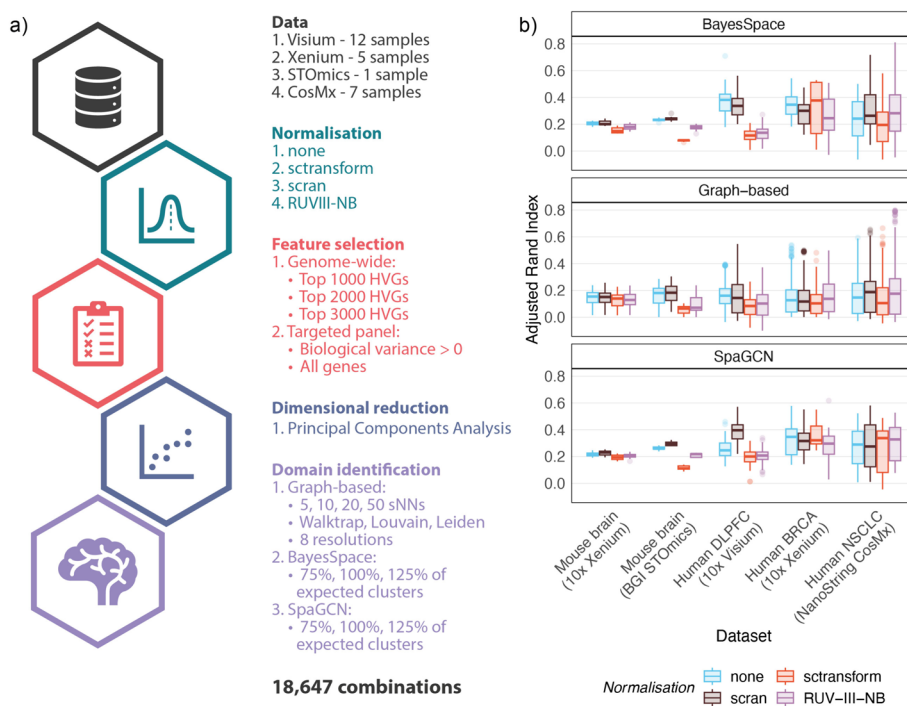 a)
Data
1. Visium - 12 samples
2. Xenium - 5 samples
3. STOmics - 1 sample
4. CosMx - 7 samples
Normalisation
1. none
2. sctransform
3. scran
4. RUVIII-NB
Feature selection
1. Genome-wide:
• Top 1000 HVGs
• Top 2000 HVGs
• Top 3000 HVGs
2. Targeted panel:
• Biological variance > 0
• All genes
Dimensional reduction
1. Principal Components Analysis
Domain identification
1. Graph-based:
• 5, 10, 20, 50 sNNs
• Walktrap, Louvain, Leiden
• 8 resolutions
2. BayesSpace:
• 75%, 100%, 125% of
expected clusters
3. SpaGCN:
• 75%, 100%, 125% of
expected clusters
18,647 combinations
b)
BayesSpace
0.8
0.6
0.4
0.2
0.0
Graph-based
0.8
0.6
0.4
0.2
0.0
SpaGCN
0.8
0.6
0.4
0.2
0.0
Adjusted Rand Index
Mouse brain
(10x Xenium)
Mouse brain
(BGI STOmics)
Human DLPFC
(10x Visium)
Human BRCA
(10x Xenium)
Human NSCLC
(NanoString CosMx)
Dataset
Normalisation
none
scran
sctransform
RUV-III-NB